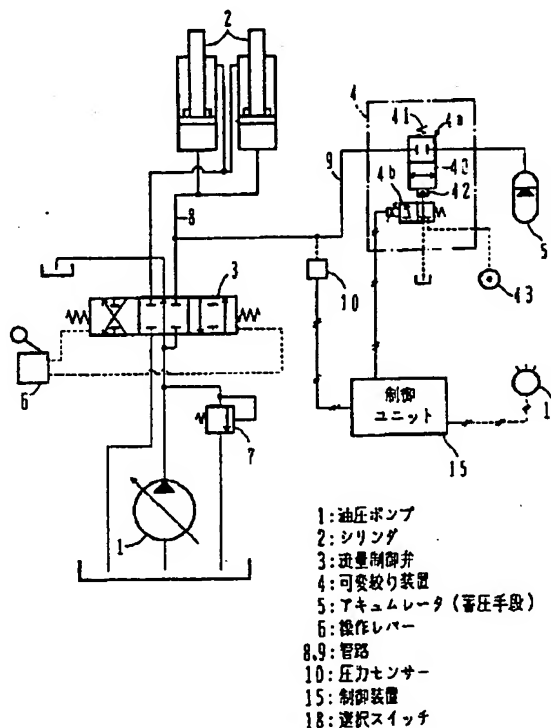 2
4
41
4a
40
4b
42
9
8
5
3
10
43
6
制御
ユニット
7
1
15
1
1:油圧ポンプ
2:シリンダ
3:流量制御弁
4:可変絞り装置
5:アキュムレータ(蓄圧手段)
6:操作レバー
8,9:管路
10:圧力センサー
15:制御装置
18:選択スイッチ